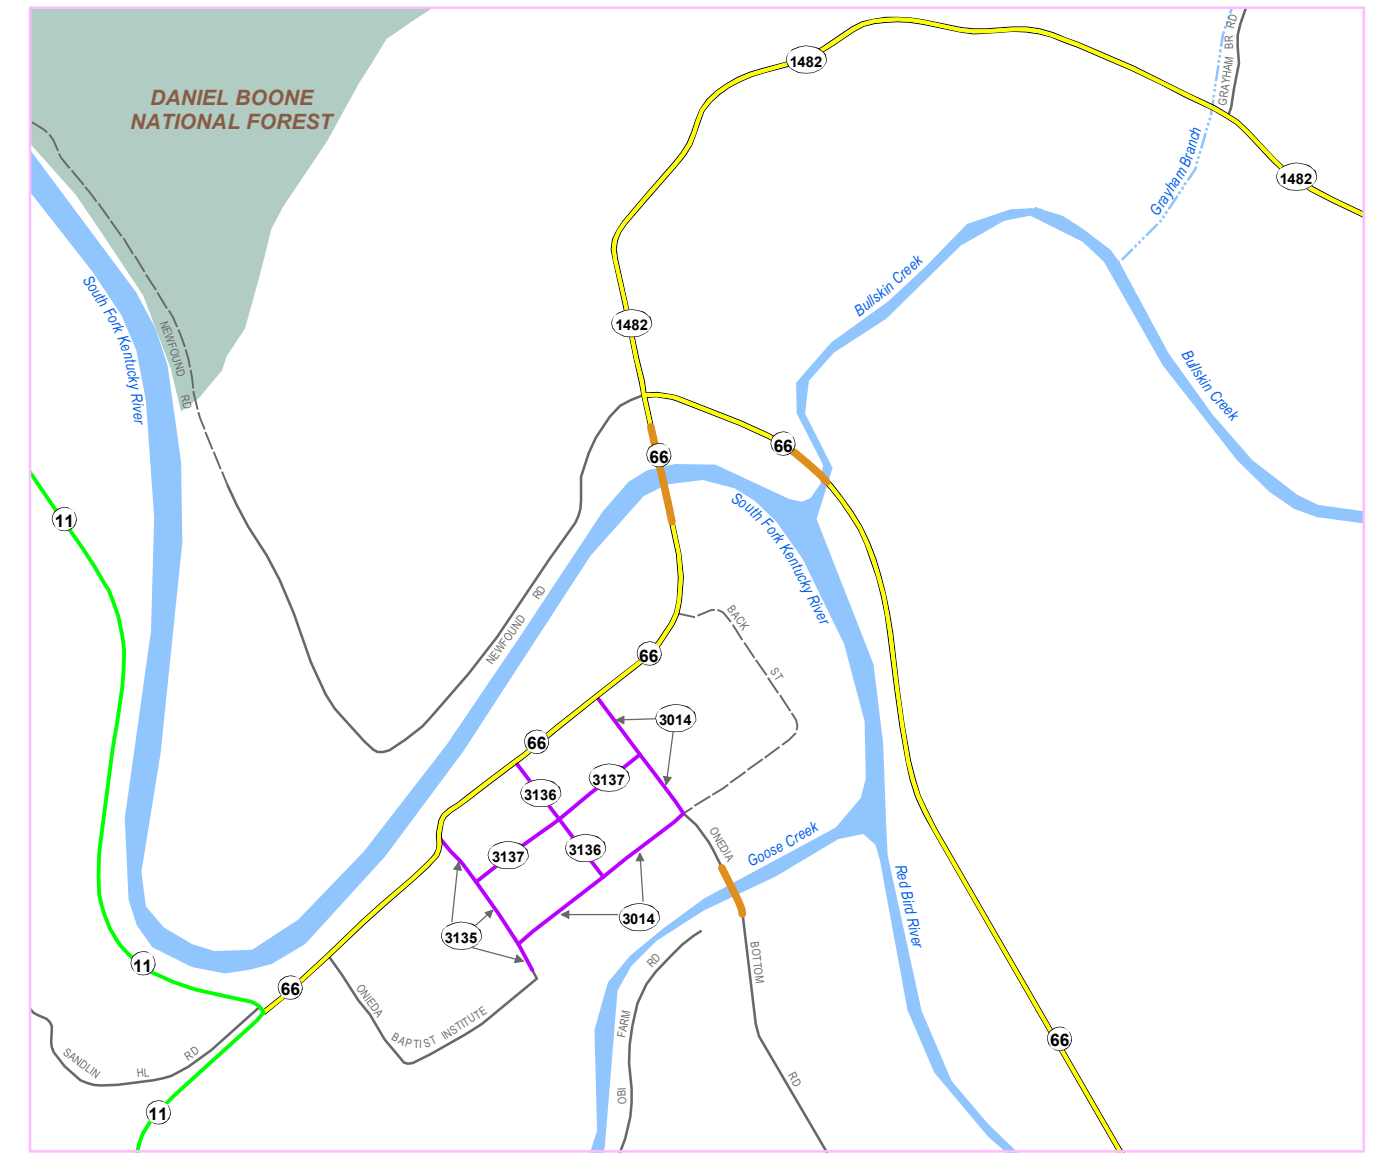 GRAYHAM BR RD
1482
DANIEL BOONE
NATIONAL FOREST
Grayham Branch
1482
South Fork Kentucky River
NEWFOUND RD
Bullskin Creek
1482
Bullskin Creek
66
66
11
South Fork Kentucky River
NEWFOUND RD
BACK ST
66
3014
66
3137
3136
3137
3136
ONEDIA
Goose Creek
Red Bird River
3014
3135
11
66
BOTTOM
RD
ONIEDA
BAPTIST INSTITUTE
OBI FARM RD
SANDLIN HL RD
66
11